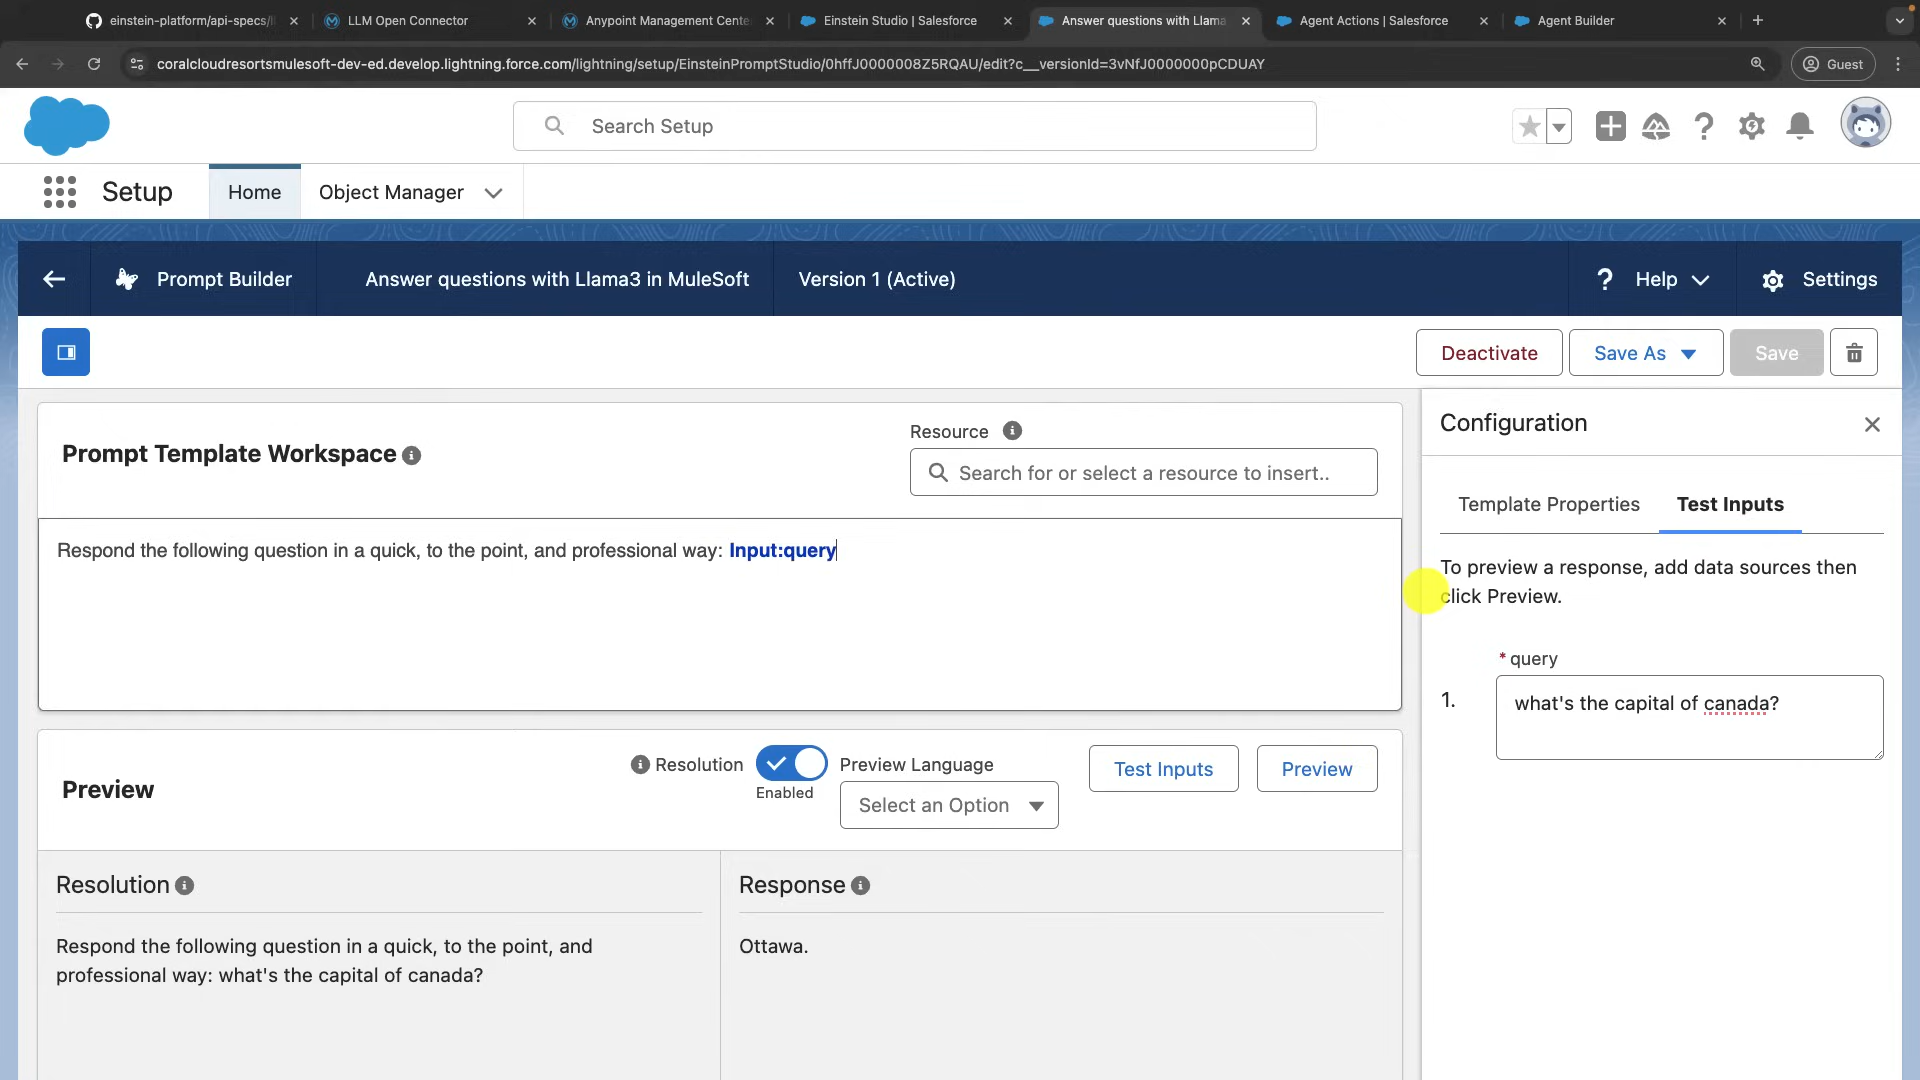 einstein-platform/api-specs/
LLM Open Connector
Anypoint Management Cente
Einstein Studio | Salesforce
Answer questions with Llama
Agent Actions | Salesforce
Agent Builder
coralcloudresortsmulesoft-dev-ed.develop.lightning.force.com/lightning/setup/EinsteinPromptStudio/0hffJ0000008Z5RQAU/edit?c__versionId=3vNfJ0000000pCDUAY
Guest
Search Setup
Setup
Home
Object Manager
Prompt Builder
Answer questions with Llama3 in MuleSoft
Version 1 (Active)
? Help
Settings
Deactivate
Save As
Save
Prompt Template Workspace
Resource
Search for or select a resource to insert..
Respond the following question in a quick, to the point, and professional way: Input:query
Configuration
Template Properties
Test Inputs
To preview a response, add data sources then
click Preview.
* query
1.
what's the capital of canada?
Preview
Resolution
Enabled
Preview Language
Select an Option
Test Inputs
Preview
Resolution
Respond the following question in a quick, to the point, and
professional way: what's the capital of canada?
Response
Ottawa.